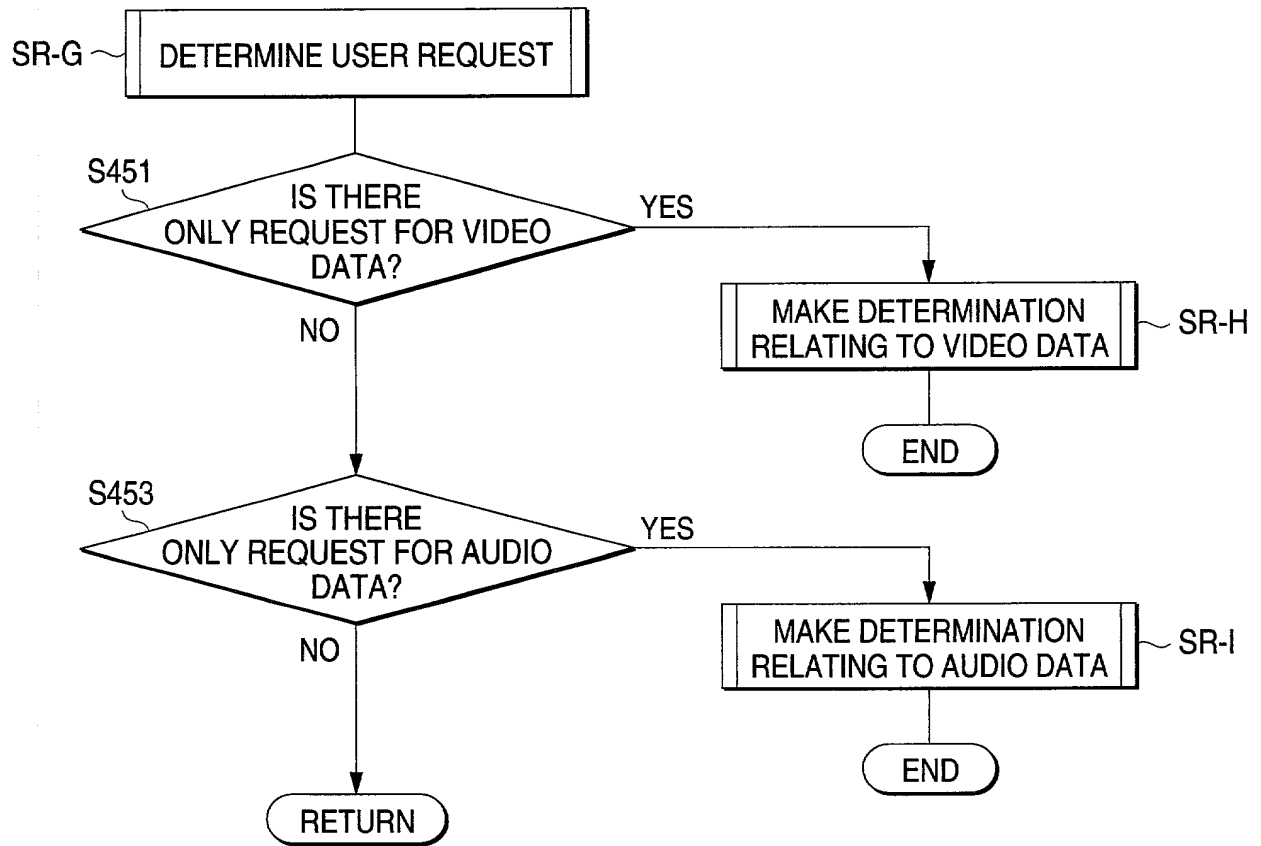 SR-G
DETERMINE USER REQUEST
S451
IS THERE
ONLY REQUEST FOR VIDEO
DATA?
YES
NO
MAKE DETERMINATION
RELATING TO VIDEO DATA
SR-H
END
S453
IS THERE
ONLY REQUEST FOR AUDIO
DATA?
YES
NO
MAKE DETERMINATION
RELATING TO AUDIO DATA
SR-I
END
RETURN